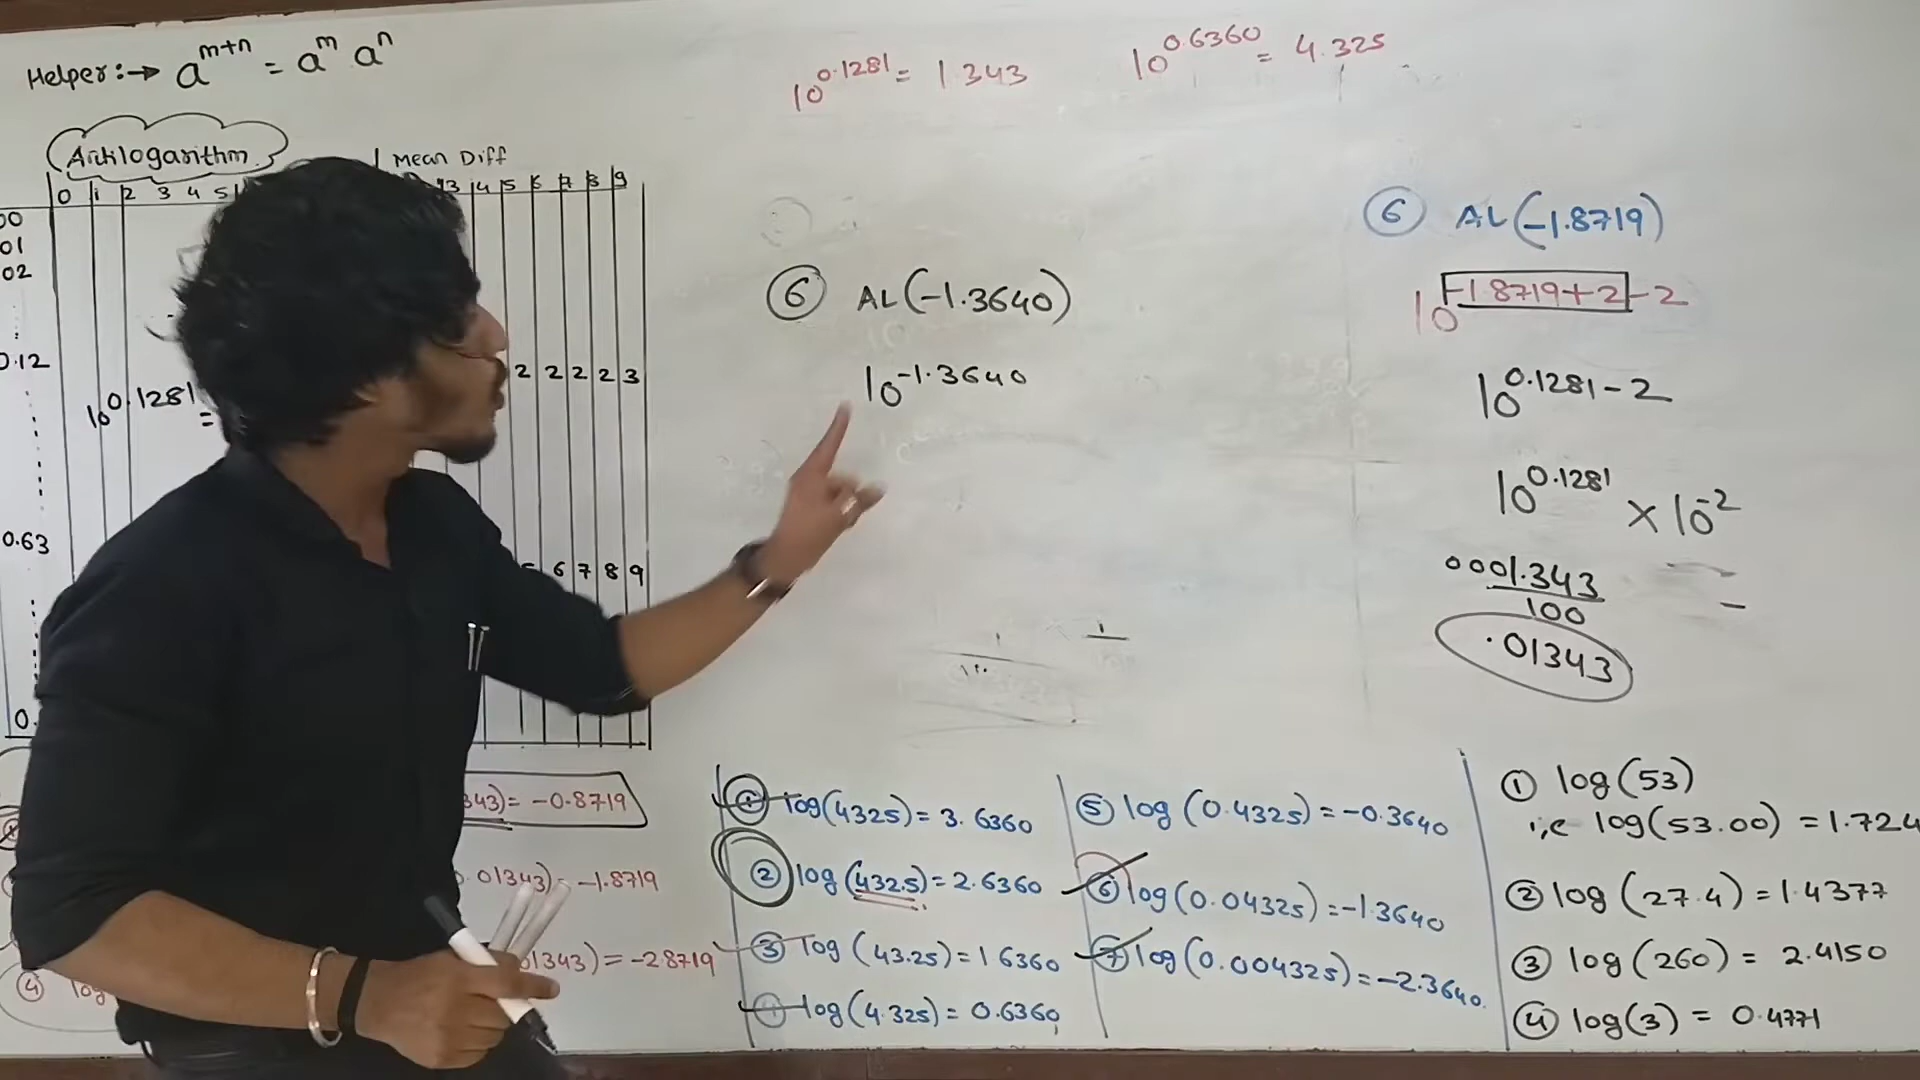 Helper:→ a^{m+n} = a^m . a^n
10^{0.1281} = 1.343
10^{0.6360} = 4.325
Antilogarithm
Mean Diff
0 1 2 3 4 5
3 4 5 6 7 8 9
00
01
02
0.12
2 2 2 2 3
10^{0.1281} =
0.63
6 7 8 9
0.
6 AL(-1.3640)
10^{-1.3640}
6 AL(-1.8719)
10^{-1.8719+2-2}
10^{0.1281-2}
10^{0.1281} × 10^{-2}
0001.343
100
.01343
343) = -0.8719
01343) = -1.8719
01343) = -2.8719
4 log
1 log(4325) = 3.6360
2 log(432.5) = 2.6360
3 log(43.25) = 1.6360
4 log(4.325) = 0.6360
5 log(0.4325) = -0.3640
6 log(0.04325) = -1.3640
7 log(0.004325) = -2.3640.
1 log(53)
i,e log(53.00) = 1.724
2 log(27.4) = 1.4377
3 log(260) = 2.4150
4 log(3) = 0.4771